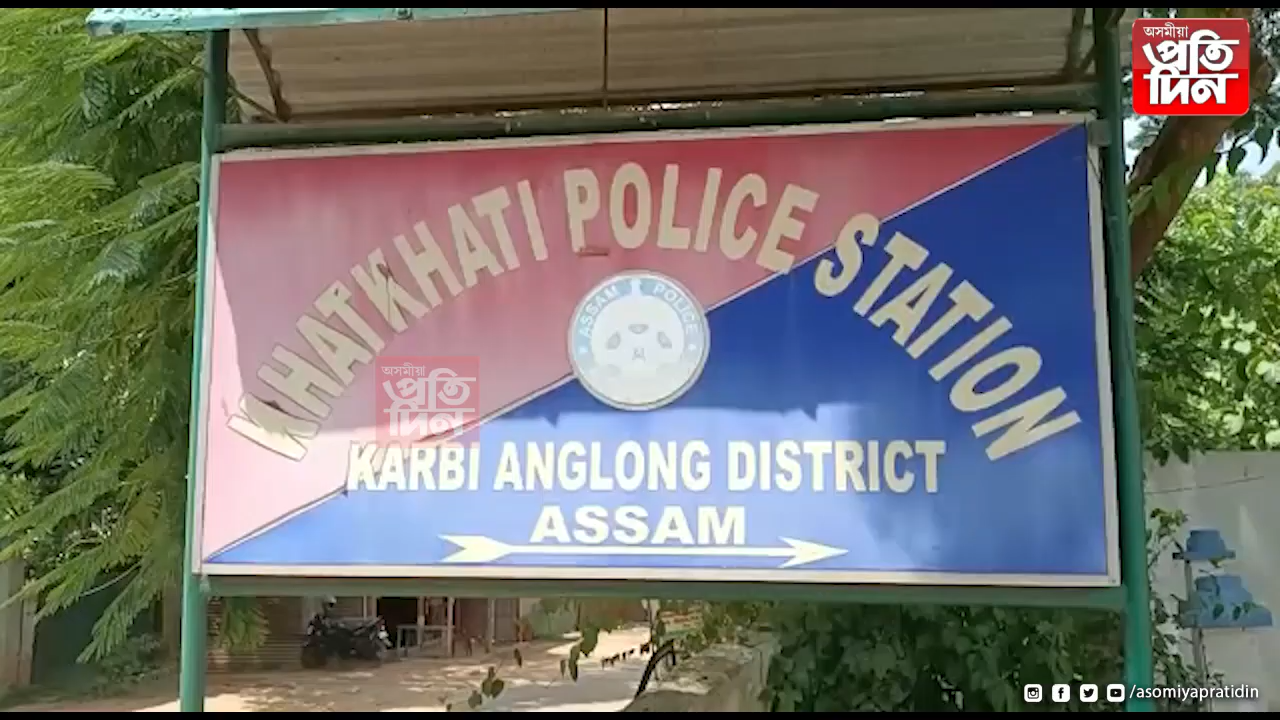 অসমীয়া
প্ৰতি
দিন
KHATKHATI POLICE STATION
ASSAM POLICE
অসমীয়া
প্ৰতি
দিন
KARBI ANGLONG DISTRICT
ASSAM
/asomiyapratidin